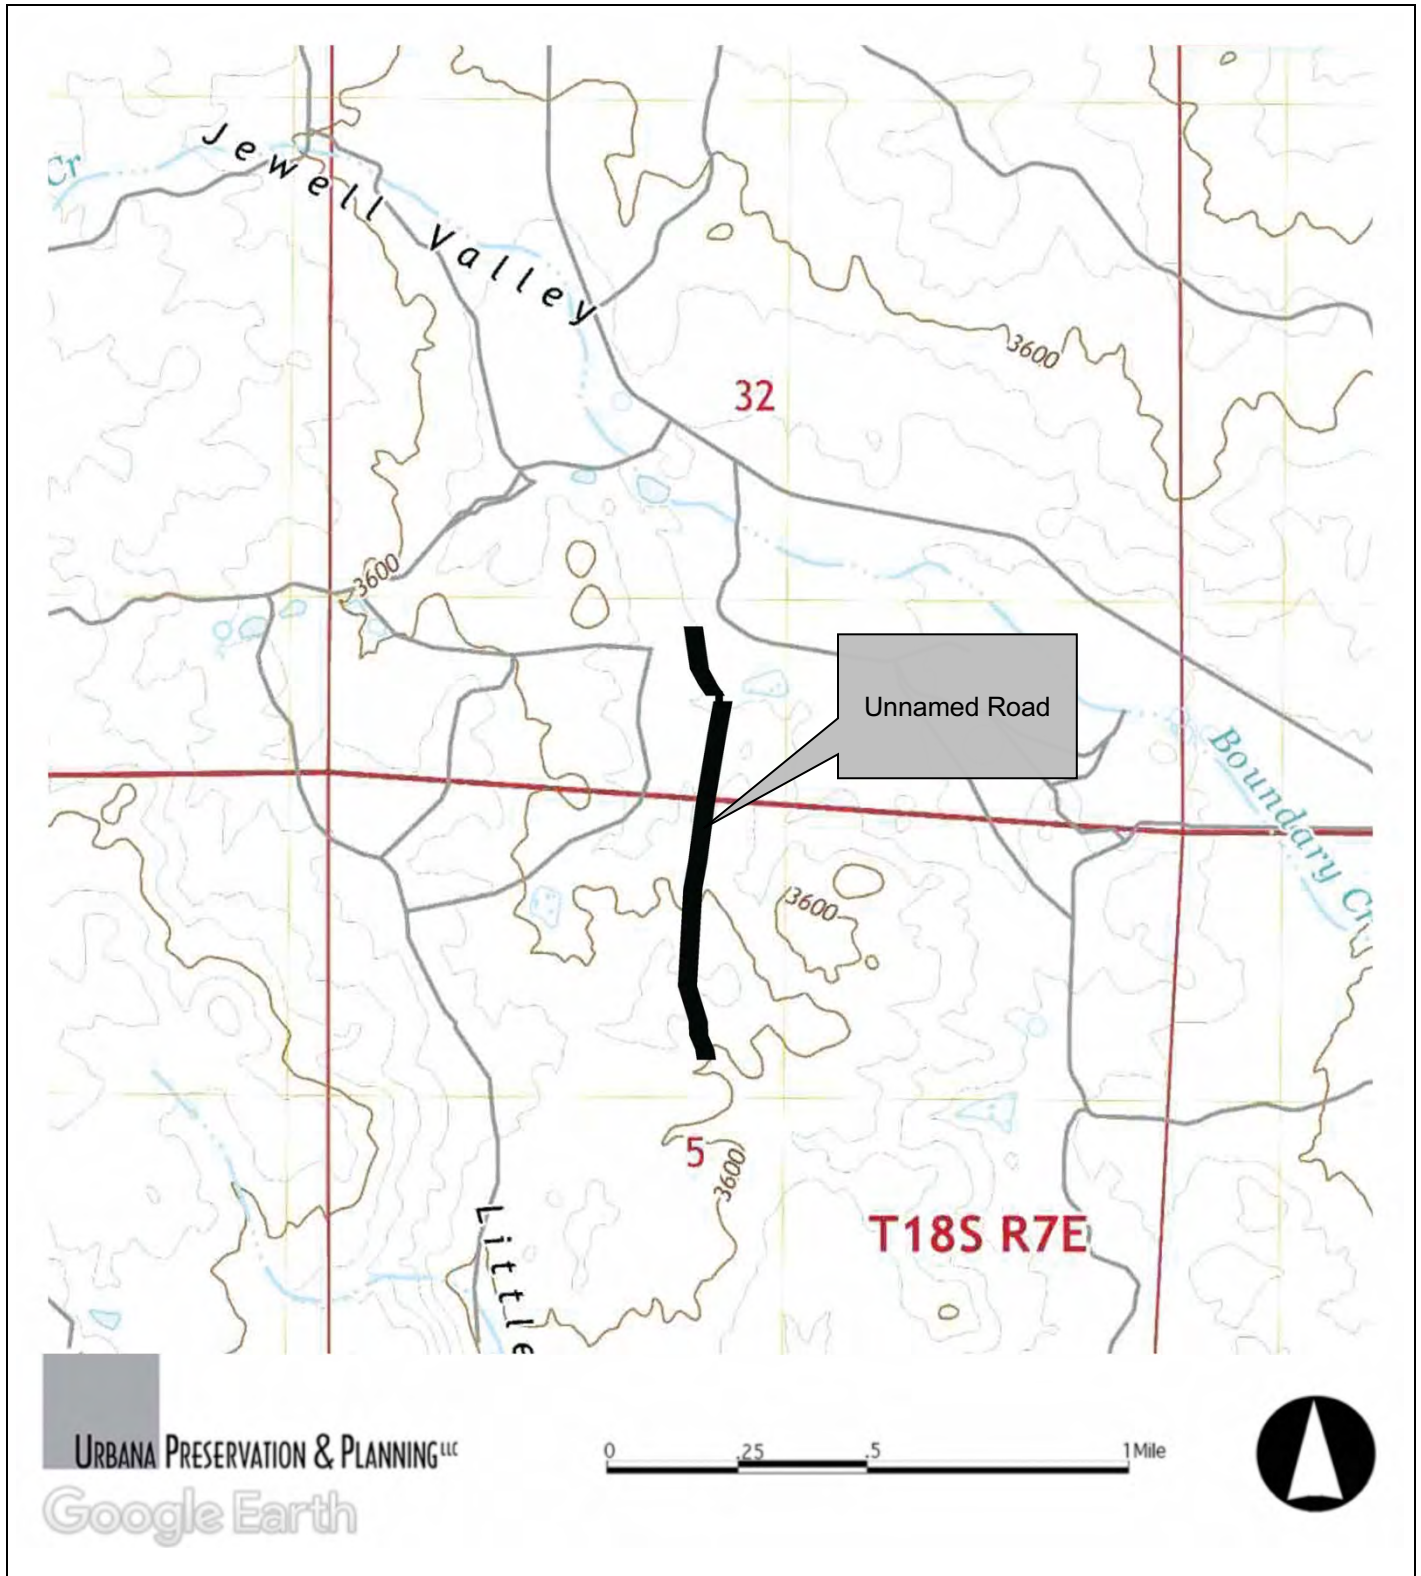 Cr
Jewell Valley
3600
32
3600
Unnamed Road
Boundary Cr
3600
5
3600
T18S R7E
Little
URBANA PRESERVATION & PLANNING LLC
Google Earth
0 .25 .5 1 Mile